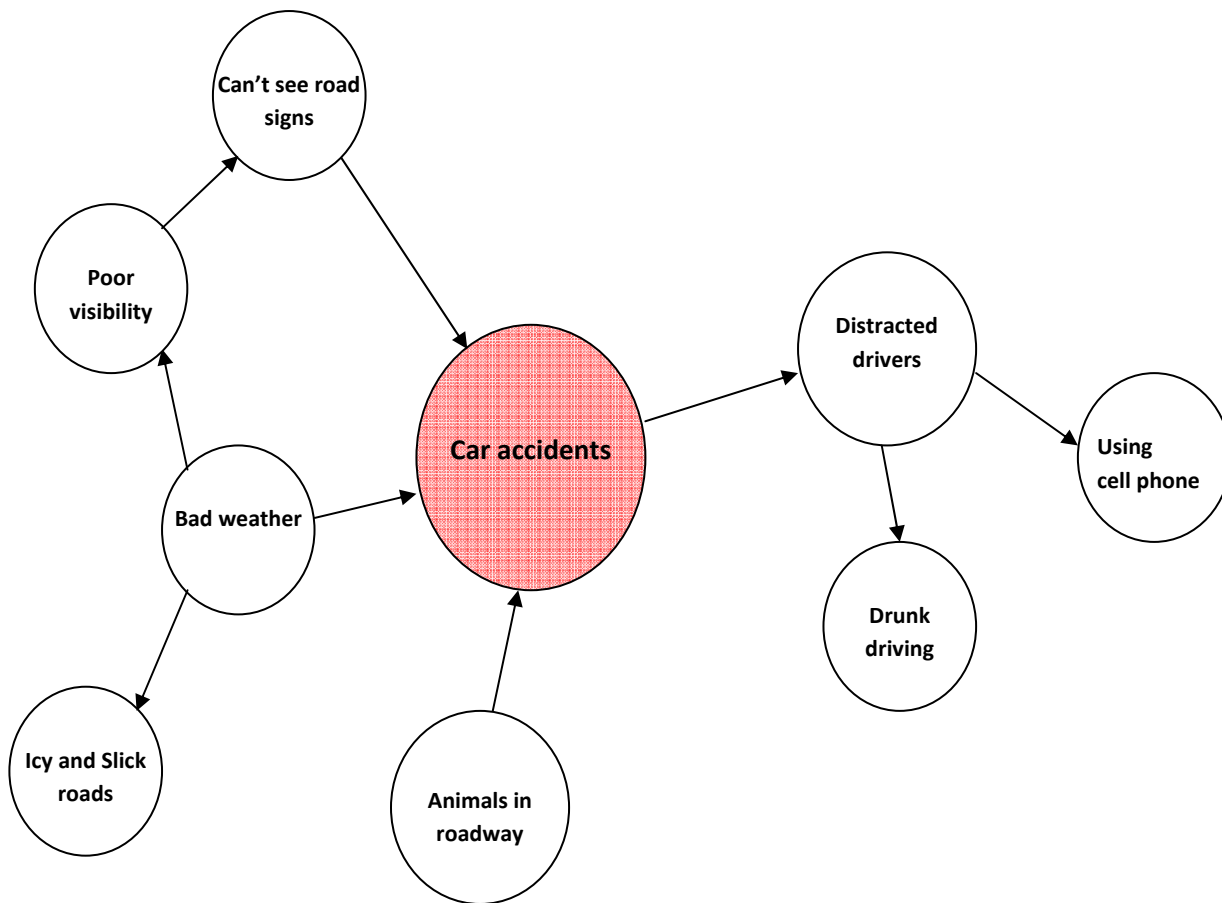 Can’t see road
signs
Poor
visibility
Distracted
drivers
Car accidents
Using
cell phone
Bad weather
Drunk
driving
Icy and Slick
roads
Animals in
roadway